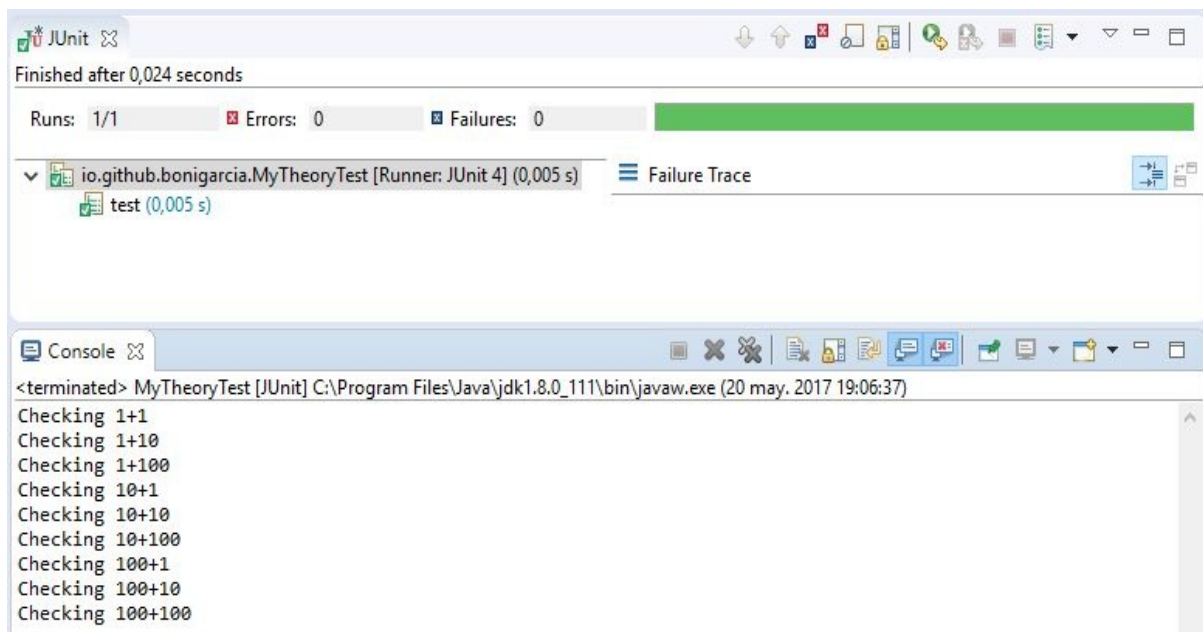 JUnit
Finished after 0,024 seconds
Runs: 1/1 Errors: 0 Failures: 0
io.github.bonigarcia.MyTheoryTest [Runner: JUnit 4] (0,005 s) Failure Trace
test (0,005 s)
Console
<terminated> MyTheoryTest [JUnit] C:\Program Files\Java\jdk1.8.0_111\bin\javaw.exe (20 may. 2017 19:06:37)
Checking 1+1
Checking 1+10
Checking 1+100
Checking 10+1
Checking 10+10
Checking 10+100
Checking 100+1
Checking 100+10
Checking 100+100